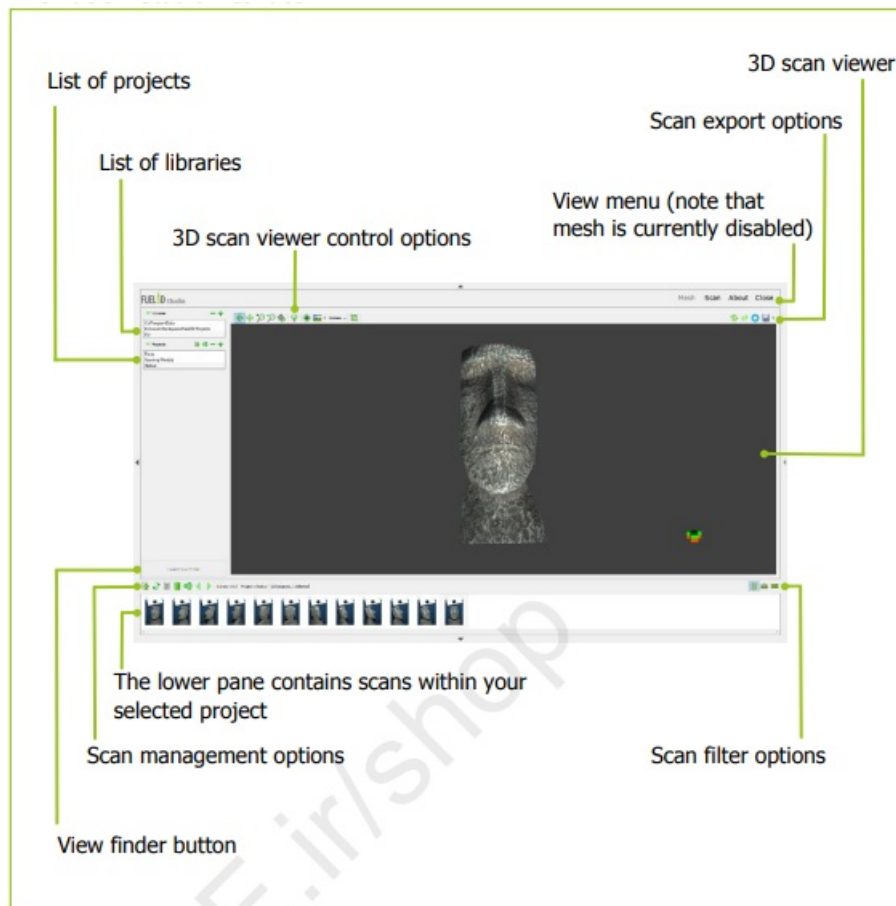 3D scan viewer
List of projects
Scan export options
List of libraries
View menu (note that
mesh is currently disabled)
3D scan viewer control options
FUEL3D Studio
Mesh Scan About Close
The lower pane contains scans within your
selected project
Scan management options
Scan filter options
View finder button
E.ir/shop